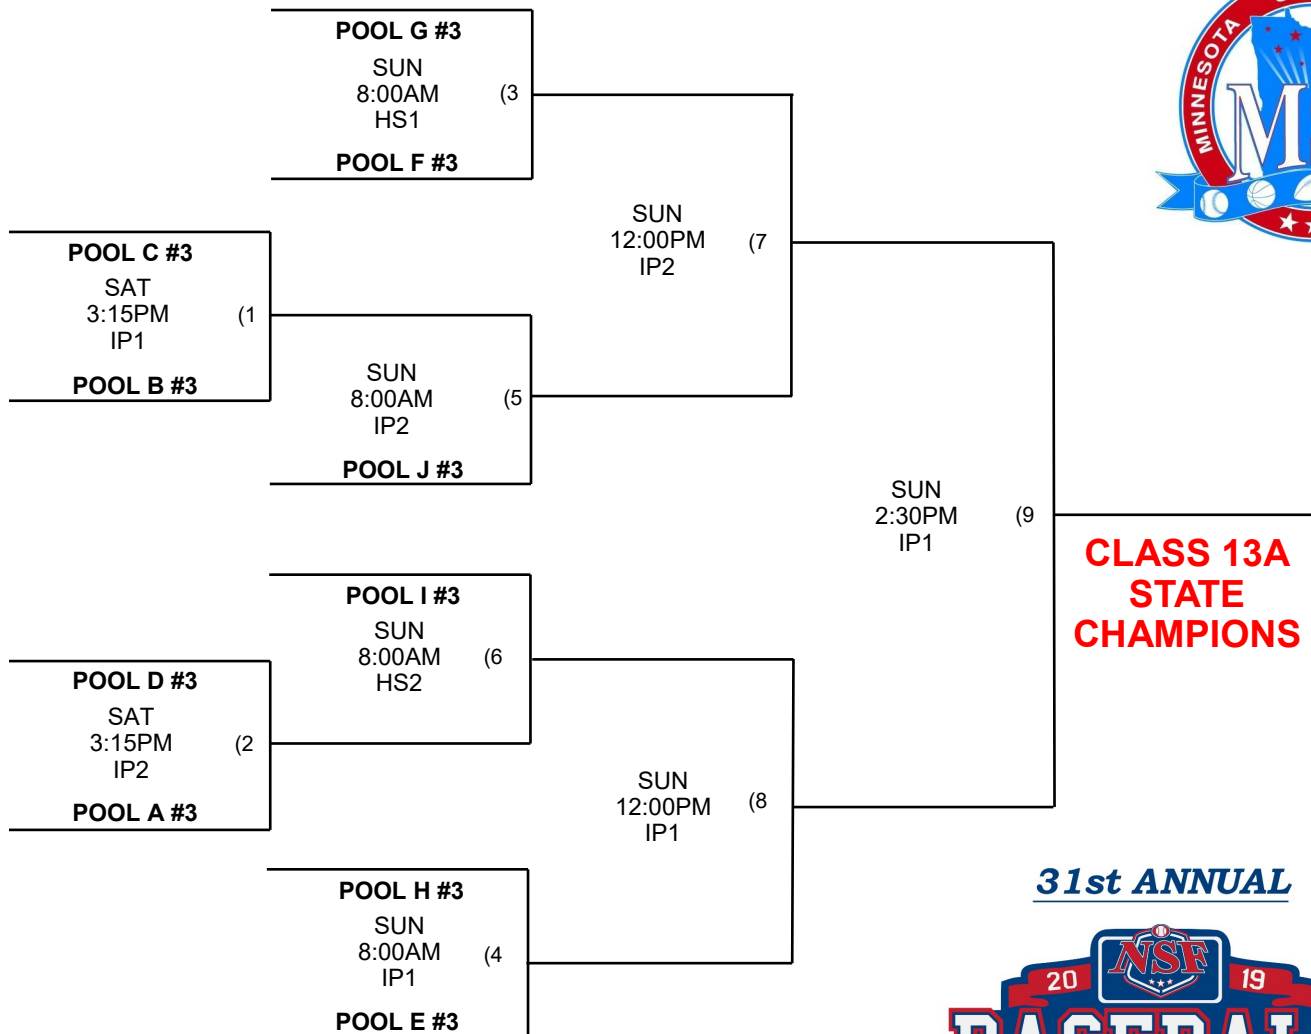 POOL G #3
SUN
8:00AM (3
HS1
POOL F #3
MINNESOTA
SUN
12:00PM (7
IP2
POOL C #3
SAT
3:15PM (1
IP1
POOL B #3
SUN
8:00AM (5
IP2
POOL J #3
SUN
2:30PM (9
IP1
CLASS 13A
STATE
CHAMPIONS
POOL I #3
SUN
8:00AM (6
HS2
POOL D #3
SAT
3:15PM (2
IP2
POOL A #3
SUN
12:00PM (8
IP1
POOL H #3
SUN
8:00AM (4
IP1
POOL E #3
31st ANNUAL
NSF
20 19